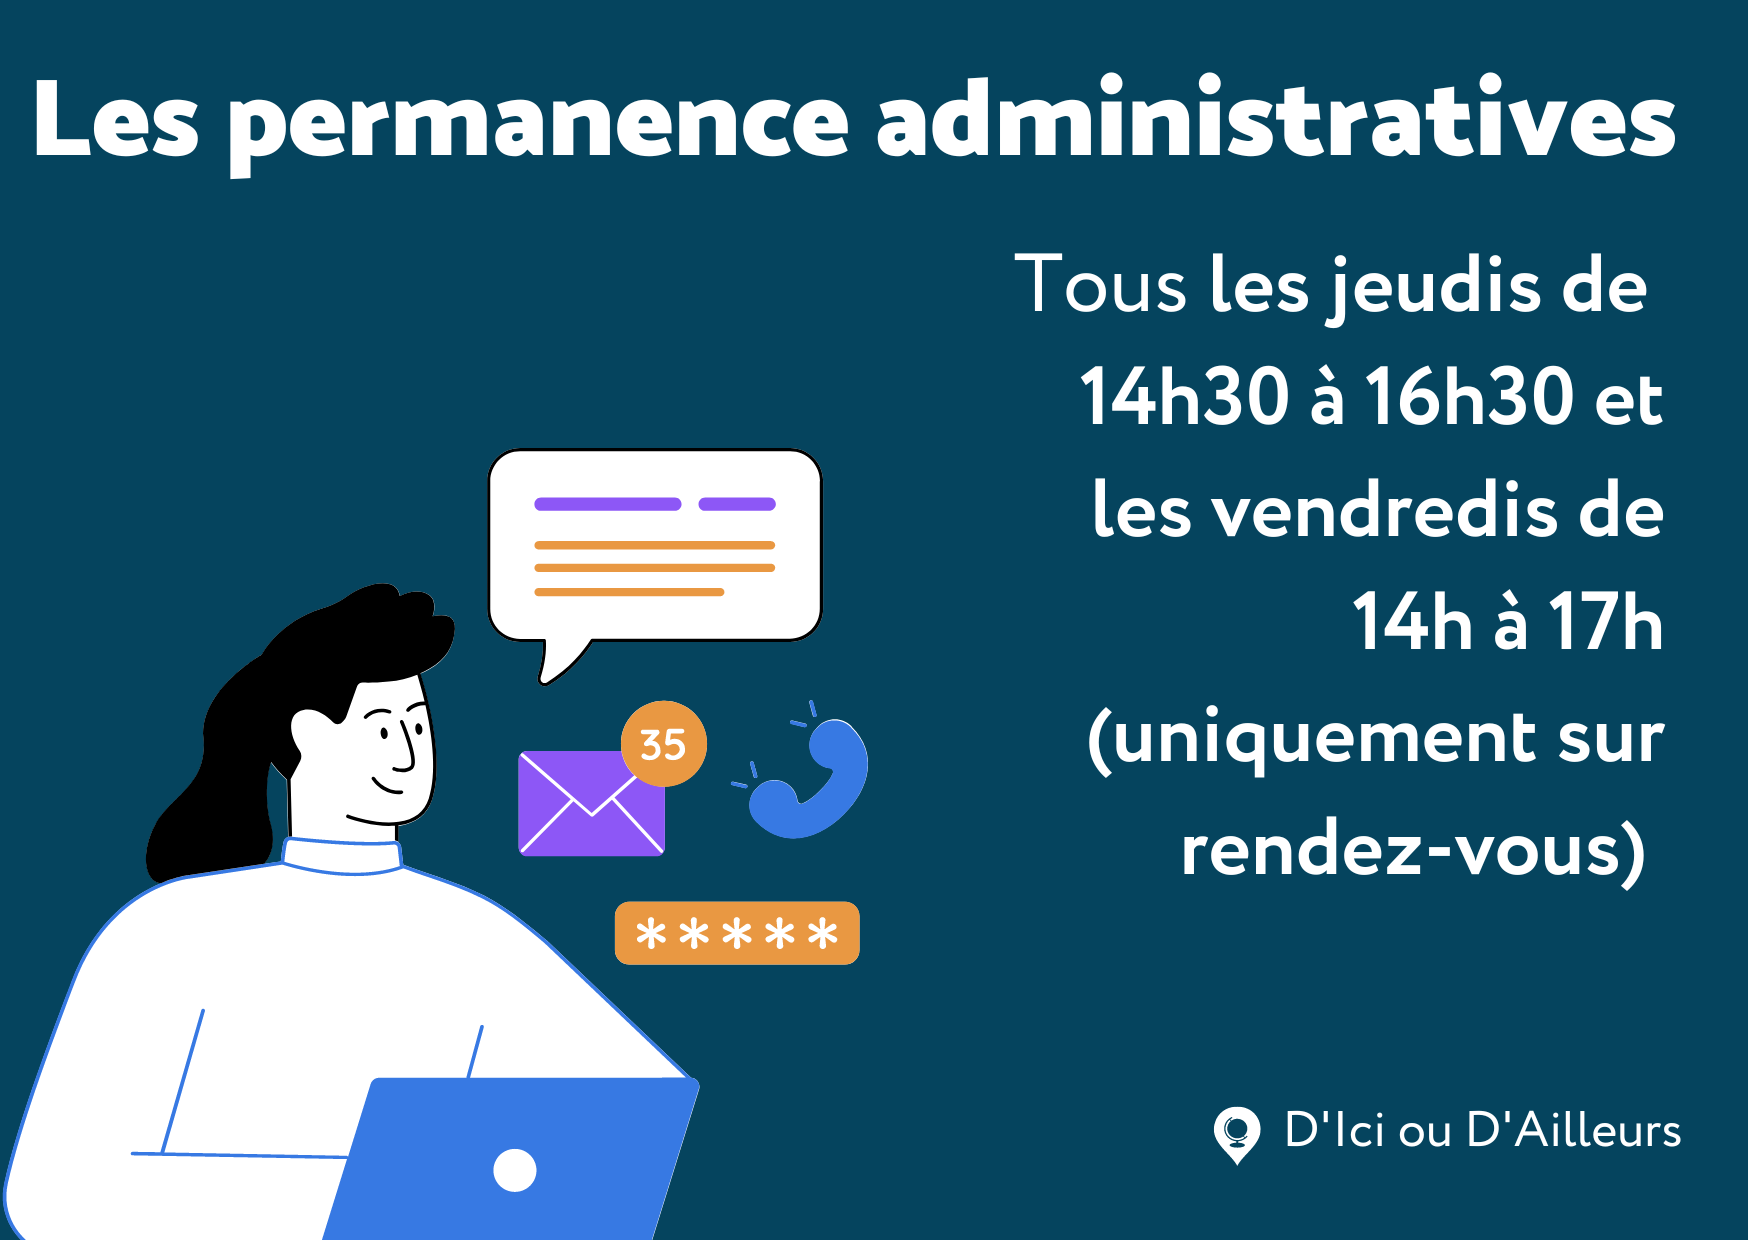 Les permanence administratives
Tous les jeudis de
14h30 à 16h30 et
les vendredis de
14h à 17h
(uniquement sur
rendez-vous)
35
*****
D'Ici ou D'Ailleurs